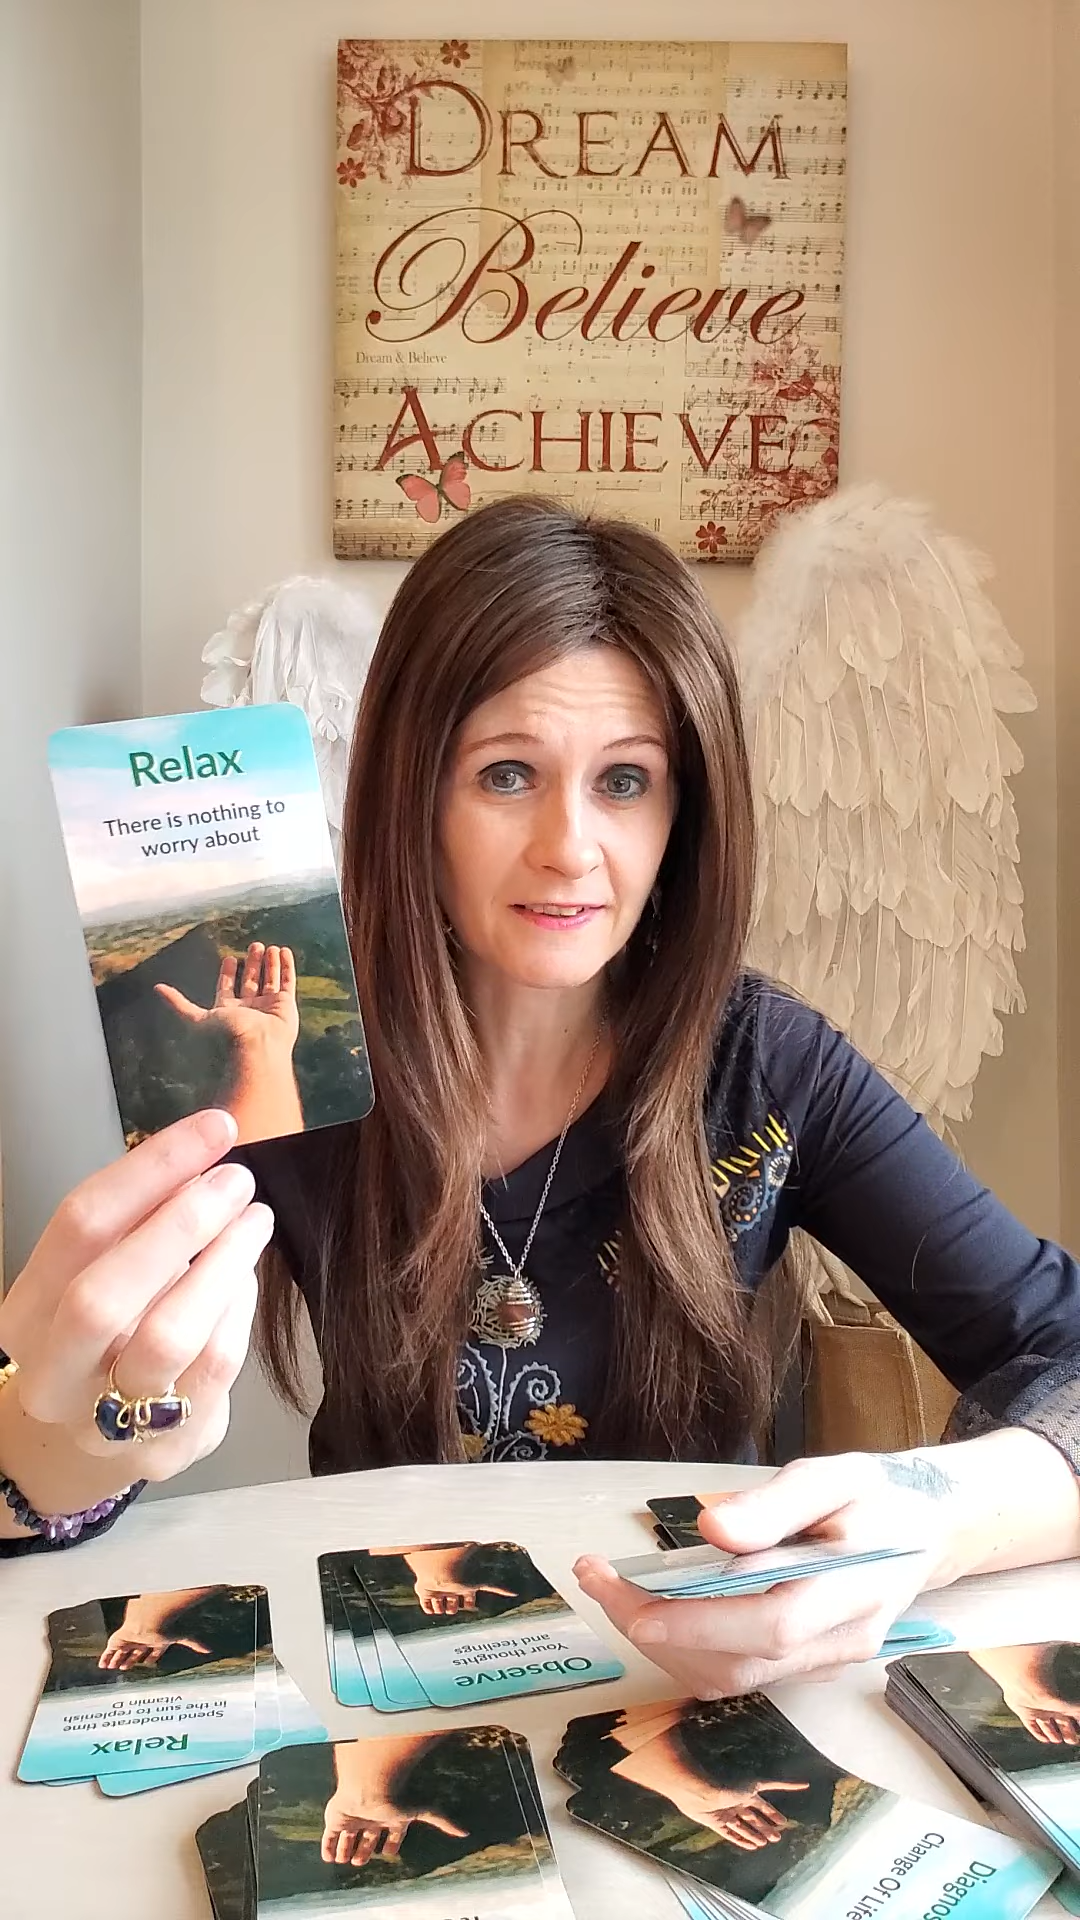 DREAM
Believe
Dream & Believe
ACHIEVE
Relax
There is nothing to
worry about
Relax
Spend moderate time
in the sun to replenish
vitamin D
Observe
Your thoughts
and feelings
Change Of Life